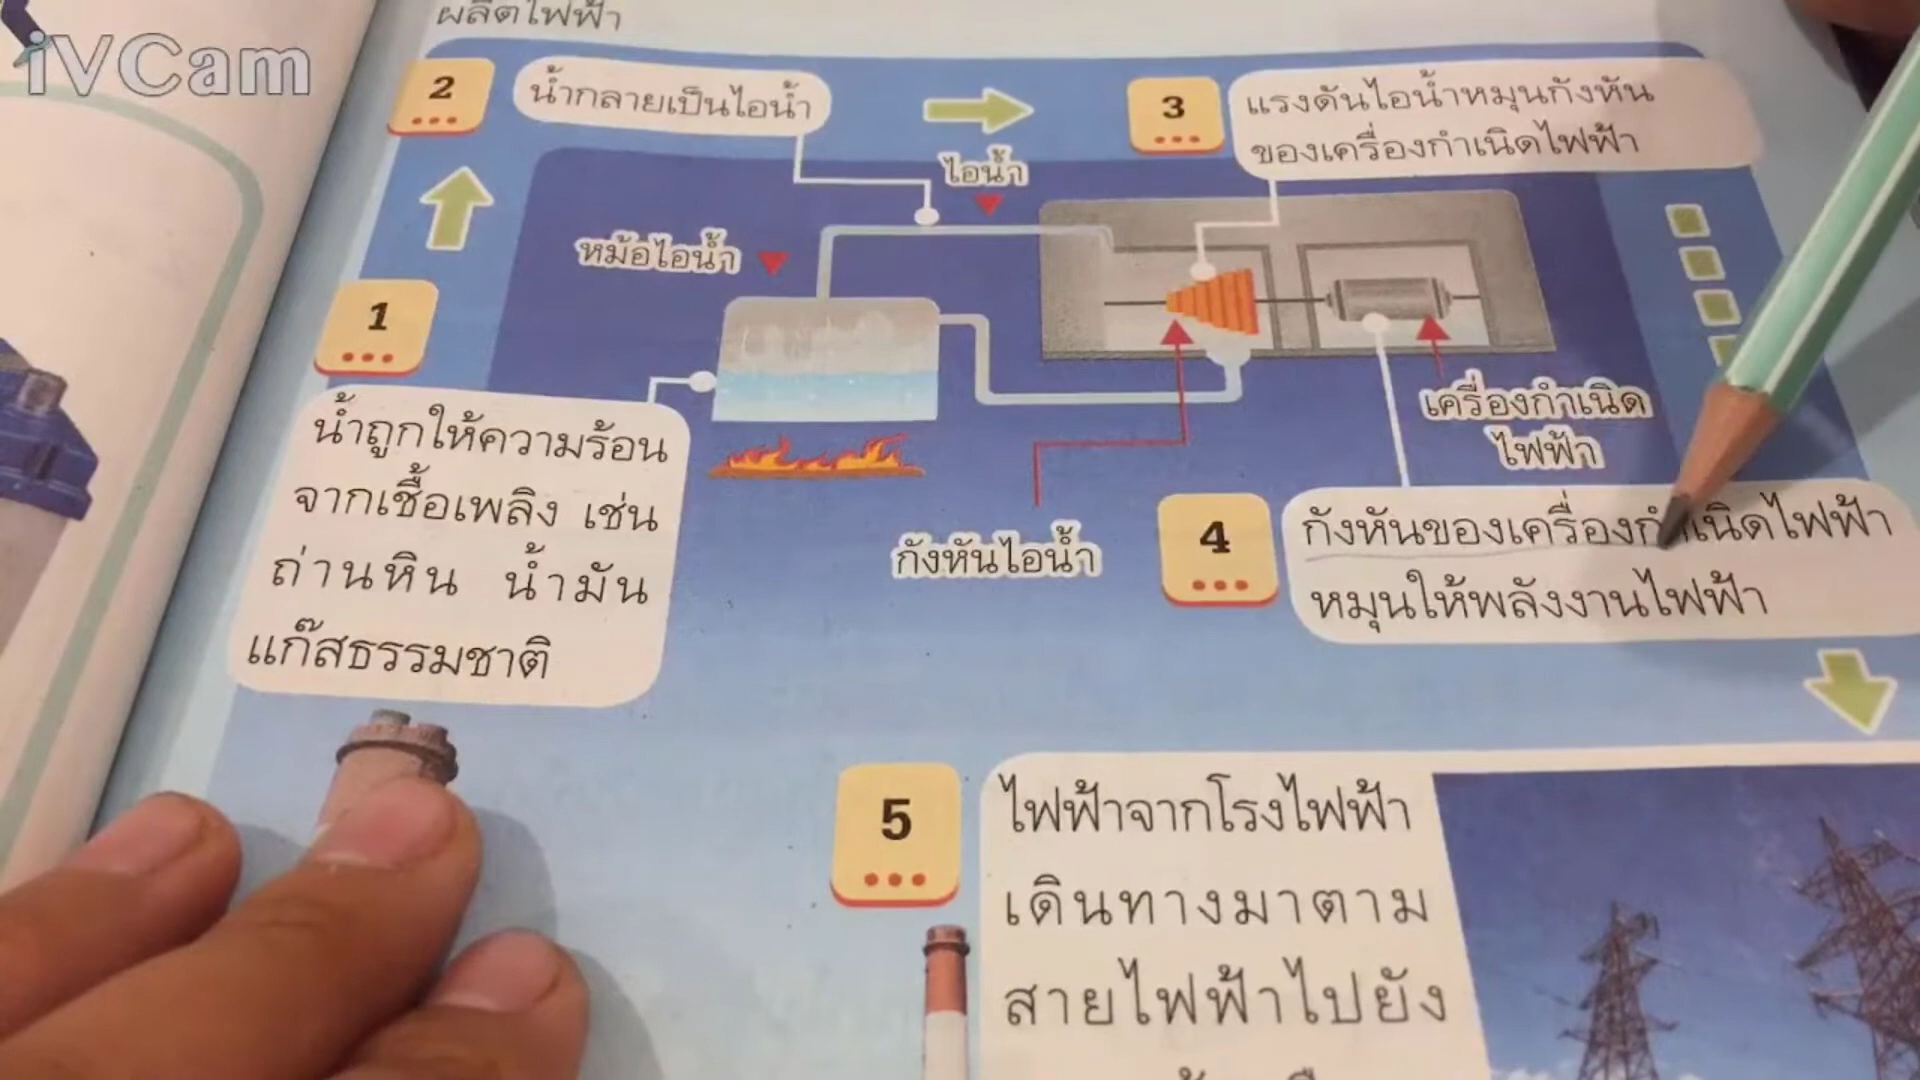 ผลิตไฟฟ้า
iVCam
2
น้ำกลายเป็นไอน้ำ
3
แรงดันไอน้ำหมุนกังหัน
ของเครื่องกำเนิดไฟฟ้า
ไอน้ำ
หม้อไอน้ำ
1
น้ำถูกให้ความร้อน
จากเชื้อเพลิง เช่น
ถ่านหิน น้ำมัน
แก๊สธรรมชาติ
เครื่องกำเนิด
ไฟฟ้า
กังหันไอน้ำ
4
กังหันของเครื่องกำเนิดไฟฟ้า
หมุนให้พลังงานไฟฟ้า
5
ไฟฟ้าจากโรงไฟฟ้า
เดินทางมาตาม
สายไฟฟ้าไปยัง